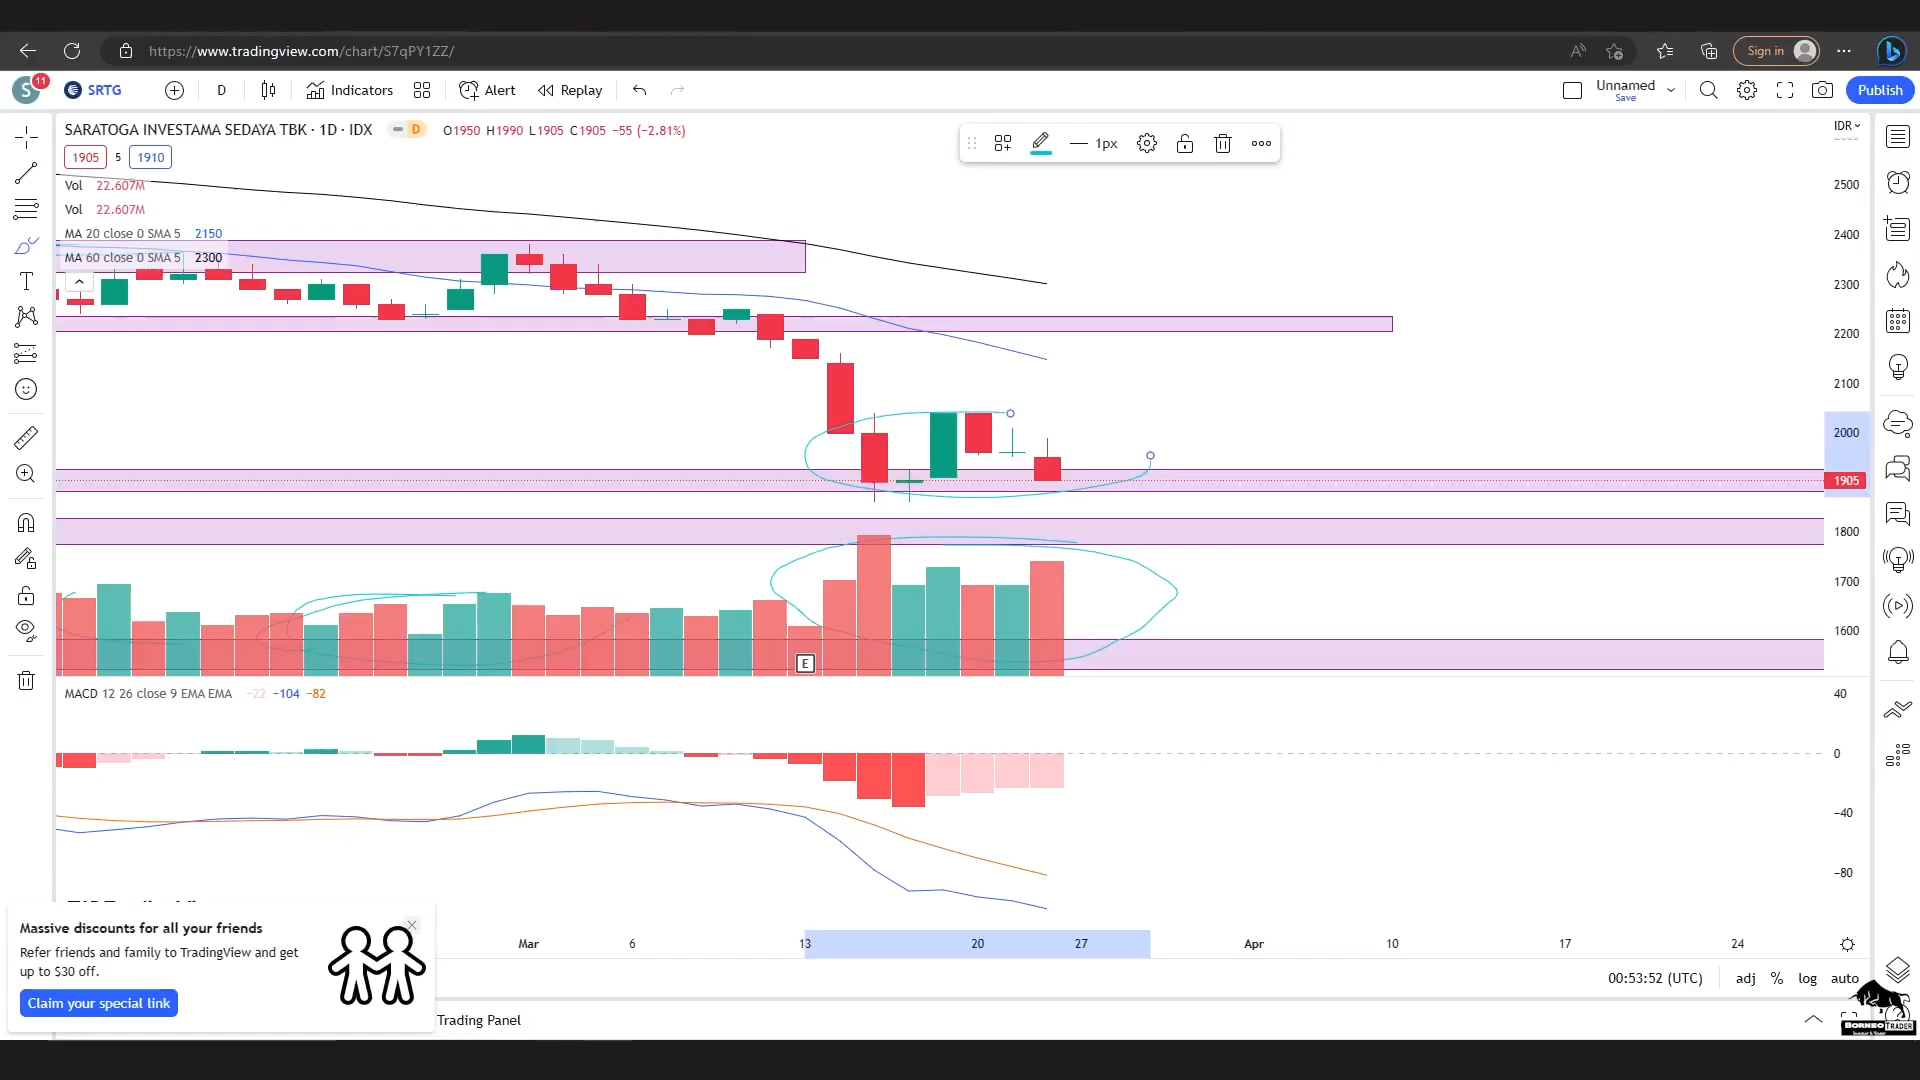 https://www.tradingview.com/chart/S7qPY1ZZ/
Sign in
S 11 SRTG D Indicators Alert Replay Unnamed Save Publish
SARATOGA INVESTAMA SEDAYA TBK · 1D · IDX D O1950 H1990 L1905 C1905 −55 (−2.81%)
IDR
1905 5 1910
1px
Vol 22.607M
Vol 22.607M
MA 20 close 0 SMA 5 2150
MA 60 close 0 SMA 5 2300
2500
2400
2300
2200
2100
2000
1905
1800
1700
1600
E
MACD 12 26 close 9 EMA EMA −22 −104 −82
40
0
−40
−80
Mar 6 13 20 27 Apr 10 17 24
Massive discounts for all your friends
Refer friends and family to TradingView and get
up to $30 off.
Claim your special link
00:53:52 (UTC) adj % log auto
Trading Panel
BORNEO TRADER